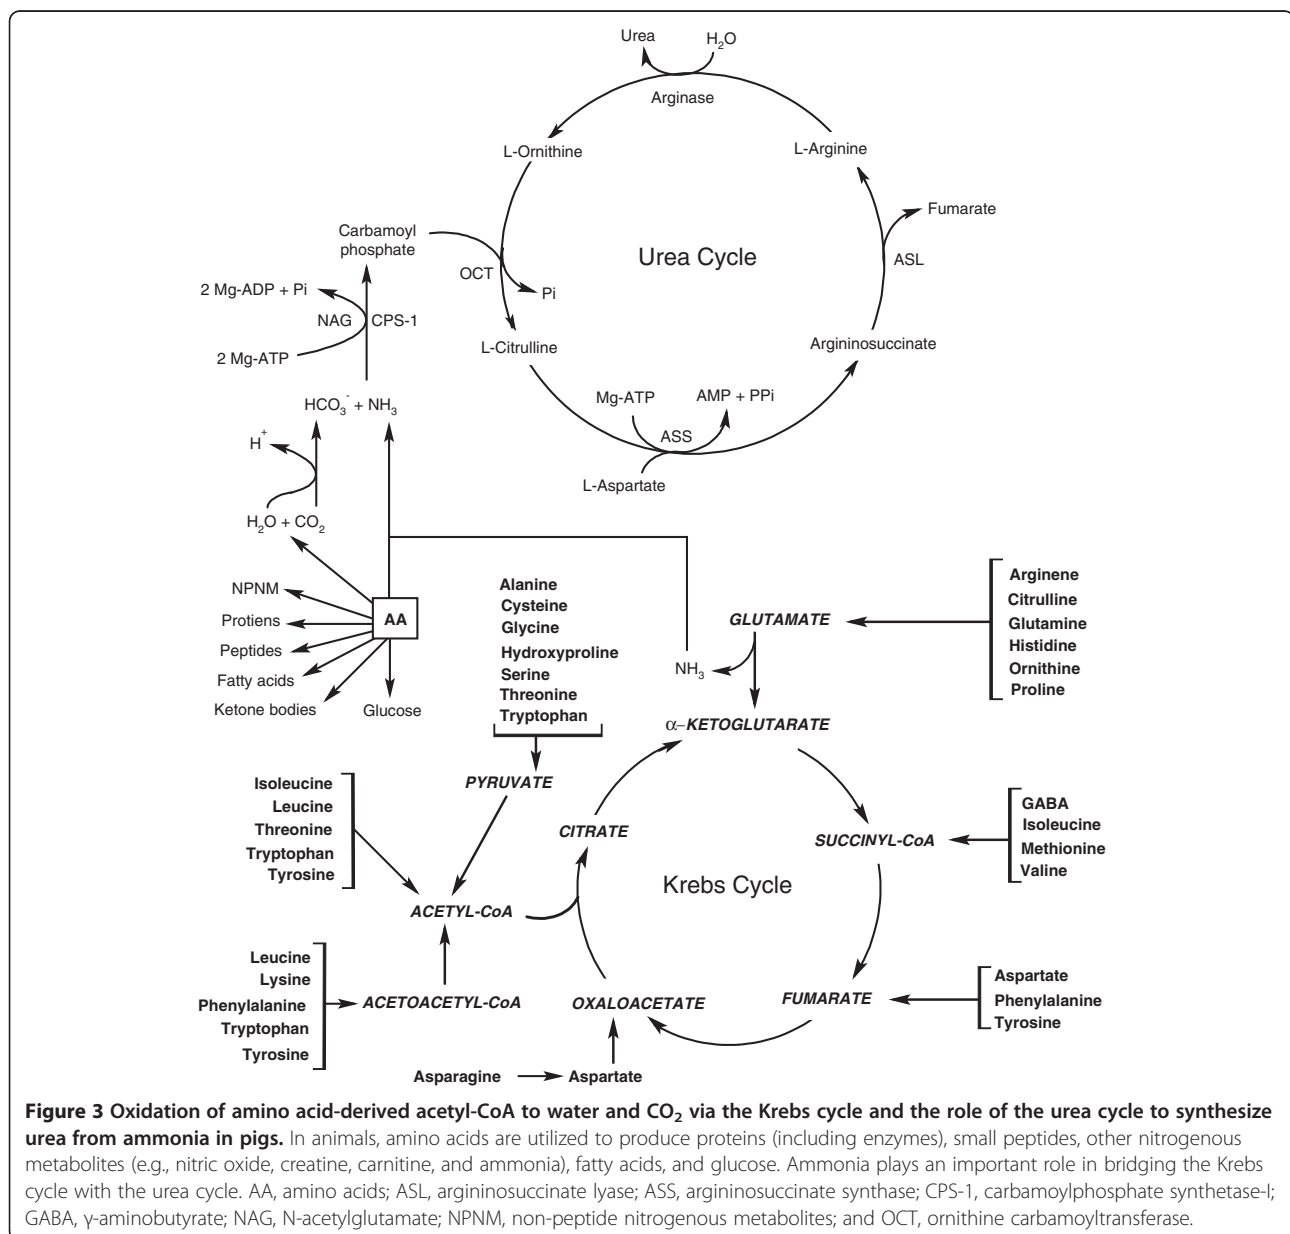 Urea
H₂O
Arginase
L-Ornithine
L-Arginine
Fumarate
Carbamoyl
phosphate
Urea Cycle
ASL
OCT
Pi
2 Mg-ADP + Pi
NAG
CPS-1
2 Mg-ATP
L-Citrulline
Argininosuccinate
Mg-ATP
AMP + PPi
HCO₃⁻ + NH₃
ASS
H⁺
L-Aspartate
H₂O + CO₂
NPNM
Protiens
Peptides
Fatty acids
Ketone bodies
Glucose
AA
Alanine
Cysteine
Glycine
Hydroxyproline
Serine
Threonine
Tryptophan
GLUTAMATE
NH₃
Arginene
Citrulline
Glutamine
Histidine
Ornithine
Proline
α–KETOGLUTARATE
PYRUVATE
Isoleucine
Leucine
Threonine
Tryptophan
Tyrosine
CITRATE
SUCCINYL-CoA
GABA
Isoleucine
Methionine
Valine
Krebs Cycle
ACETYL-CoA
Leucine
Lysine
Phenylalanine
Tryptophan
Tyrosine
ACETOACETYL-CoA
OXALOACETATE
FUMARATE
Aspartate
Phenylalanine
Tyrosine
Asparagine
Aspartate
Figure 3 Oxidation of amino acid-derived acetyl-CoA to water and CO₂ via the Krebs cycle and the role of the urea cycle to synthesize
urea from ammonia in pigs. In animals, amino acids are utilized to produce proteins (including enzymes), small peptides, other nitrogenous
metabolites (e.g., nitric oxide, creatine, carnitine, and ammonia), fatty acids, and glucose. Ammonia plays an important role in bridging the Krebs
cycle with the urea cycle. AA, amino acids; ASL, argininosuccinate lyase; ASS, argininosuccinate synthase; CPS-1, carbamoylphosphate synthetase-I;
GABA, γ-aminobutyrate; NAG, N-acetylglutamate; NPNM, non-peptide nitrogenous metabolites; and OCT, ornithine carbamoyltransferase.